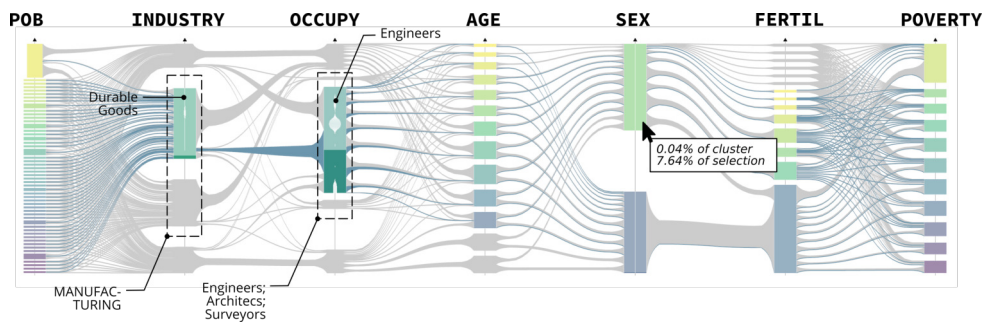 POB INDUSTRY OCCUPY AGE SEX FERTIL POVERTY
Engineers
Durable
Goods
0.04% of cluster
7.64% of selection
MANUFAC-
TURING
Engineers;
Architecs;
Surveyors